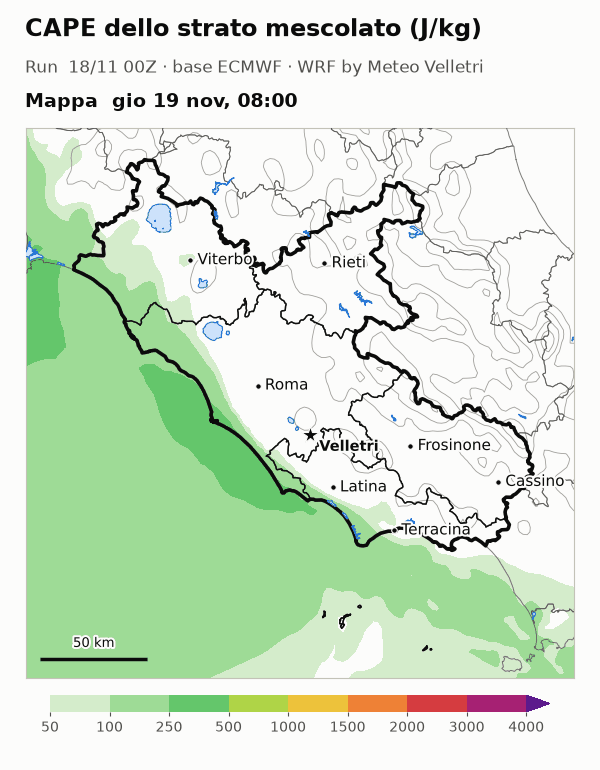 CAPE dello strato mescolato (J/kg)
Run  18/11 00Z · base ECMWF · WRF by Meteo Velletri
Mappa  gio 19 nov, 08:00
Viterbo
Rieti
Roma
Velletri
Frosinone
Cassino
Latina
Terracina
50 km
50 100 250 500 1000 1500 2000 3000 4000